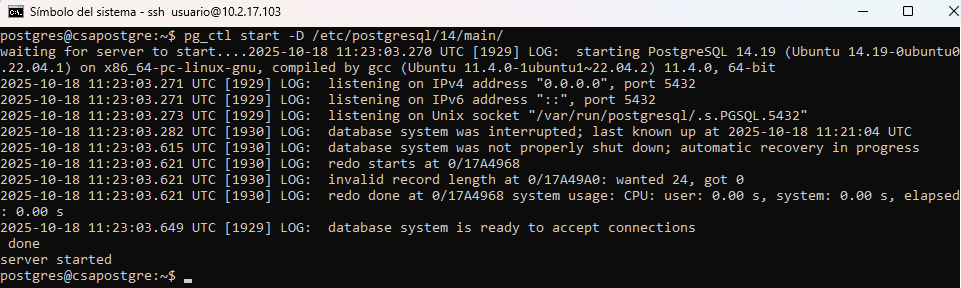 Símbolo del sistema - ssh usuario@10.2.17.103
postgres@csapostgre:~$ pg_ctl start -D /etc/postgresql/14/main/
waiting for server to start....2025-10-18 11:23:03.270 UTC [1929] LOG:  starting PostgreSQL 14.19 (Ubuntu 14.19-0ubuntu0
.22.04.1) on x86_64-pc-linux-gnu, compiled by gcc (Ubuntu 11.4.0-1ubuntu1~22.04.2) 11.4.0, 64-bit
2025-10-18 11:23:03.271 UTC [1929] LOG:  listening on IPv4 address "0.0.0.0", port 5432
2025-10-18 11:23:03.271 UTC [1929] LOG:  listening on IPv6 address "::", port 5432
2025-10-18 11:23:03.273 UTC [1929] LOG:  listening on Unix socket "/var/run/postgresql/.s.PGSQL.5432"
2025-10-18 11:23:03.282 UTC [1930] LOG:  database system was interrupted; last known up at 2025-10-18 11:21:04 UTC
2025-10-18 11:23:03.615 UTC [1930] LOG:  database system was not properly shut down; automatic recovery in progress
2025-10-18 11:23:03.621 UTC [1930] LOG:  redo starts at 0/17A4968
2025-10-18 11:23:03.621 UTC [1930] LOG:  invalid record length at 0/17A49A0: wanted 24, got 0
2025-10-18 11:23:03.621 UTC [1930] LOG:  redo done at 0/17A4968 system usage: CPU: user: 0.00 s, system: 0.00 s, elapsed
: 0.00 s
2025-10-18 11:23:03.649 UTC [1929] LOG:  database system is ready to accept connections
 done
server started
postgres@csapostgre:~$